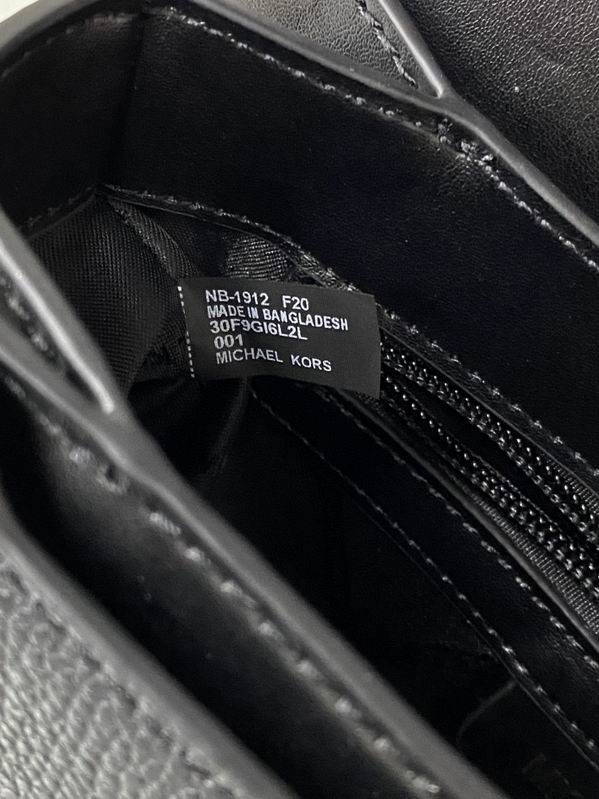 NB-1912 F20
MADE IN BANGLADESH
30F9GI6L2L
001
MICHAEL KORS